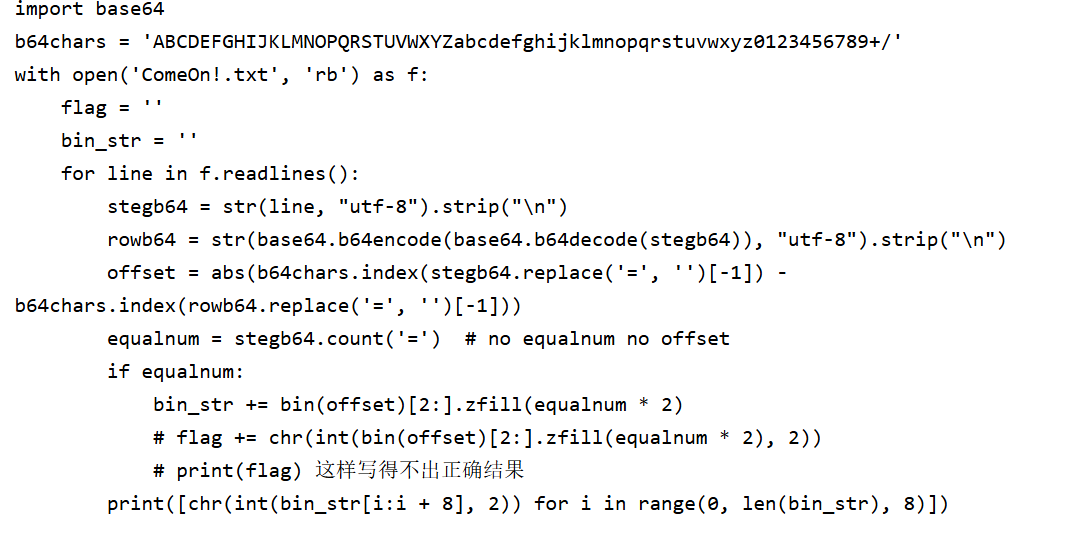 import base64
b64chars = 'ABCDEFGHIJKLMNOPQRSTUVWXYZabcdefghijklmnopqrstuvwxyz0123456789+/'
with open('ComeOn!.txt', 'rb') as f:
    flag = ''
    bin_str = ''
    for line in f.readlines():
        stegb64 = str(line, "utf-8").strip("\n")
        rowb64 = str(base64.b64encode(base64.b64decode(stegb64)), "utf-8").strip("\n")
        offset = abs(b64chars.index(stegb64.replace('=', '')[-1]) -
b64chars.index(rowb64.replace('=', '')[-1]))
        equalnum = stegb64.count('=')  # no equalnum no offset
        if equalnum:
            bin_str += bin(offset)[2:].zfill(equalnum * 2)
            # flag += chr(int(bin(offset)[2:].zfill(equalnum * 2), 2))
            # print(flag) 这样写得不出正确结果
        print([chr(int(bin_str[i:i + 8], 2)) for i in range(0, len(bin_str), 8)])